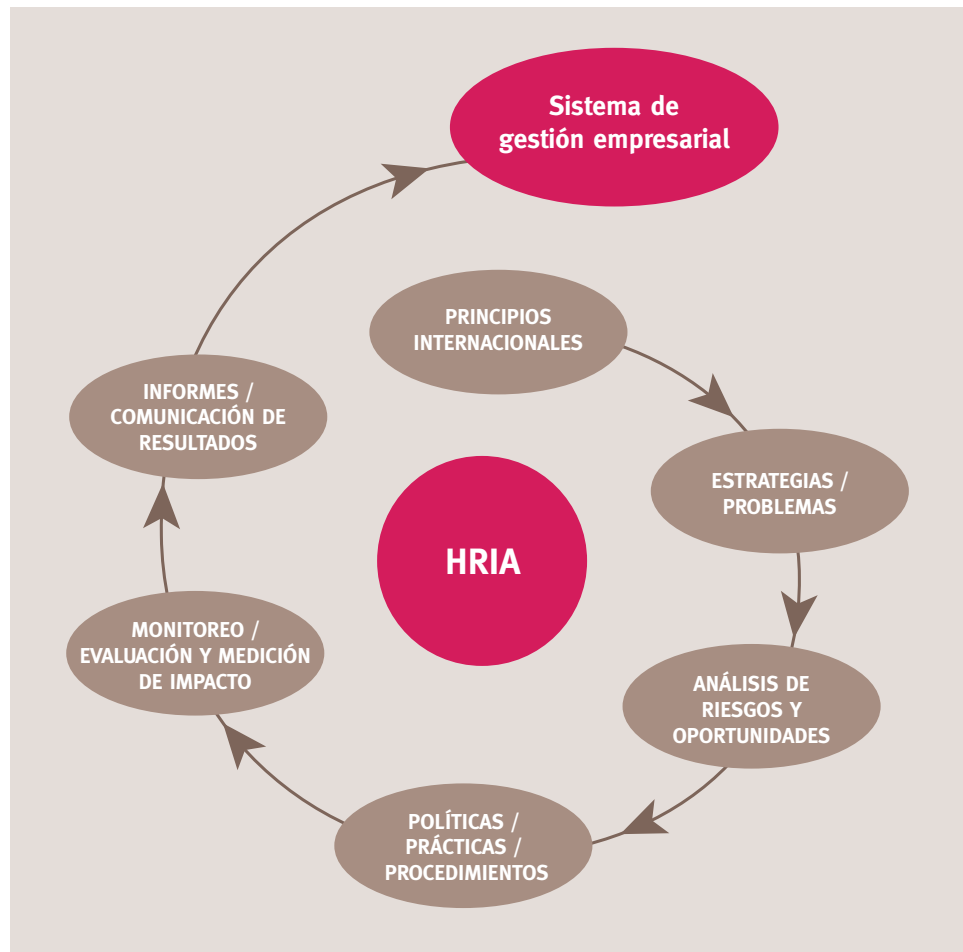 Sistema de
gestión empresarial
PRINCIPIOS
INTERNACIONALES
ESTRATEGIAS /
PROBLEMAS
ANÁLISIS DE
RIESGOS Y
OPORTUNIDADES
POLÍTICAS /
PRÁCTICAS /
PROCEDIMIENTOS
MONITOREO /
EVALUACIÓN Y MEDICIÓN
DE IMPACTO
INFORMES /
COMUNICACIÓN DE
RESULTADOS
HRIA